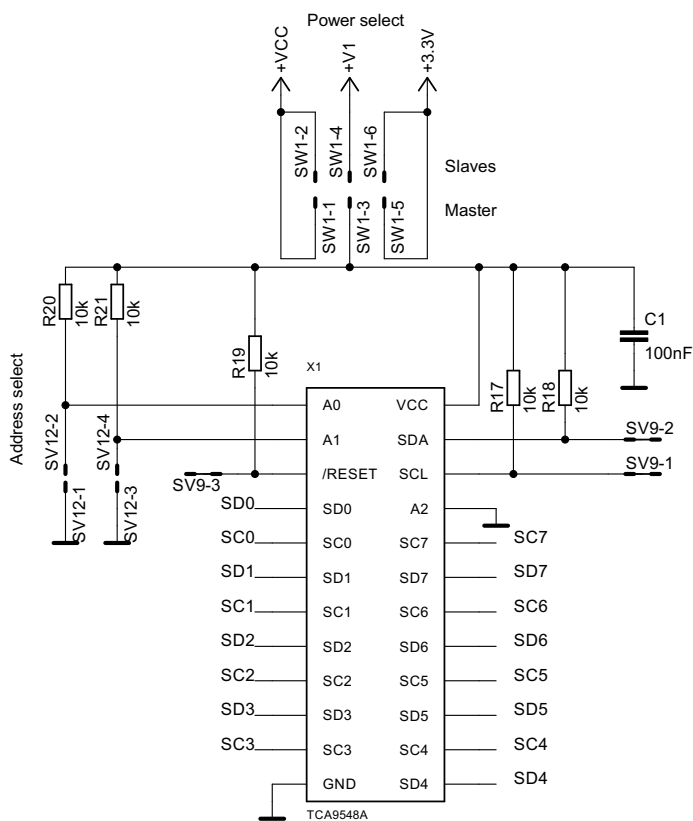 Power select
+VCC
+V1
+3.3V
SW1-2
SW1-4
SW1-6
Slaves
SW1-1
SW1-3
SW1-5
Master
R20
10k
R21
10k
R19
10k
R17
10k
R18
10k
C1
100nF
Address select
SV12-2
SV12-4
SV12-1
SV12-3
X1
A0 VCC
A1 SDA
SV9-2
/RESET SCL
SV9-1
SV9-3
SD0 SD0 A2
SC0 SC0 SC7 SC7
SD1 SD1 SD7 SD7
SC1 SC1 SC6 SC6
SD2 SD2 SD6 SD6
SC2 SC2 SC5 SC5
SD3 SD3 SD5 SD5
SC3 SC3 SC4 SC4
GND SD4 SD4
TCA9548A